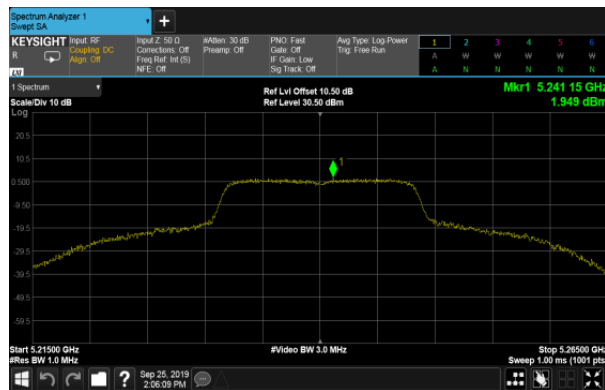 Spectrum Analyzer 1
Swept SA
KEYSIGHT
R
Input: RF
Coupling: DC
Align: Off
Input Z: 50 Ω
Corrections: Off
Freq Ref: Int (S)
NFE: Off
#Atten: 30 dB
Preamp: Off
PNO: Fast
Gate: Off
IF Gain: Low
Sig Track: Off
Avg Type: Log-Power
Trig: Free Run
1 2 3 4 5 6
A W W W W W
A N N N N N
1 Spectrum
Scale/Div 10 dB
Ref Lvl Offset 10.50 dB
Ref Level 30.50 dBm
Mkr1 5.241 15 GHz
1.949 dBm
Log
20.5
10.5
1
0.500
-9.50
-19.5
-29.5
-39.5
-49.5
-59.5
Start 5.21500 GHz
#Res BW 1.0 MHz
#Video BW 3.0 MHz
Stop 5.26500 GHz
Sweep 1.00 ms (1001 pts)
?
Sep 25, 2019
2:06:09 PM